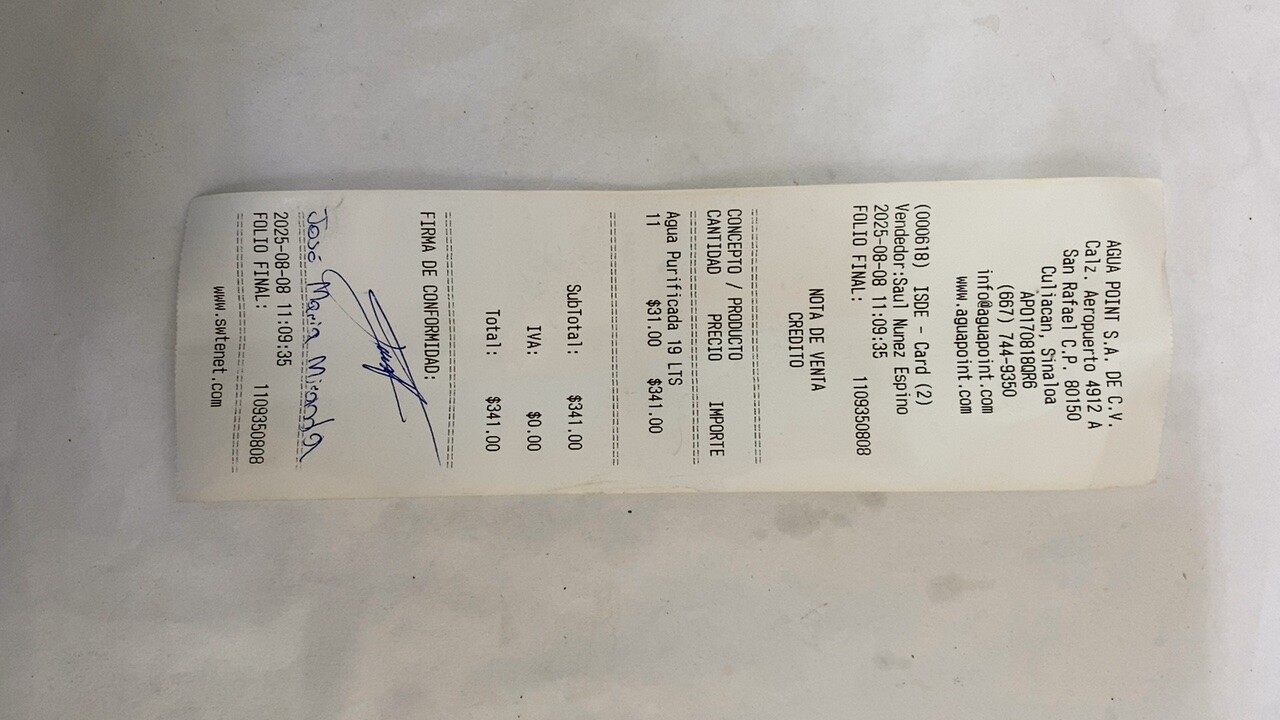 AGUA POINT S.A. DE C.V.
Calz. Aeropuerto 4912 A
San Rafael C.P. 80150
Culiacan, Sinaloa
APO170818QR6
(667) 744-9350
info@aguapoint.com
www.aguapoint.com
NOTA DE VENTA
CREDITO
(000618) ISDE - Card (2)
Vendedor:Saul Nunez Espino
2025-08-08 11:09:35
FOLIO FINAL: 1109350808
CONCEPTO / PRODUCTO
CANTIDAD PRECIO IMPORTE
Agua Purificada 19 LTS
11 $31.00 $341.00
SubTotal: $341.00
IVA: $0.00
Total: $341.00
FIRMA DE CONFORMIDAD:
José Maria Miranda
2025-08-08 11:09:35
FOLIO FINAL: 1109350808
www.swtenet.com